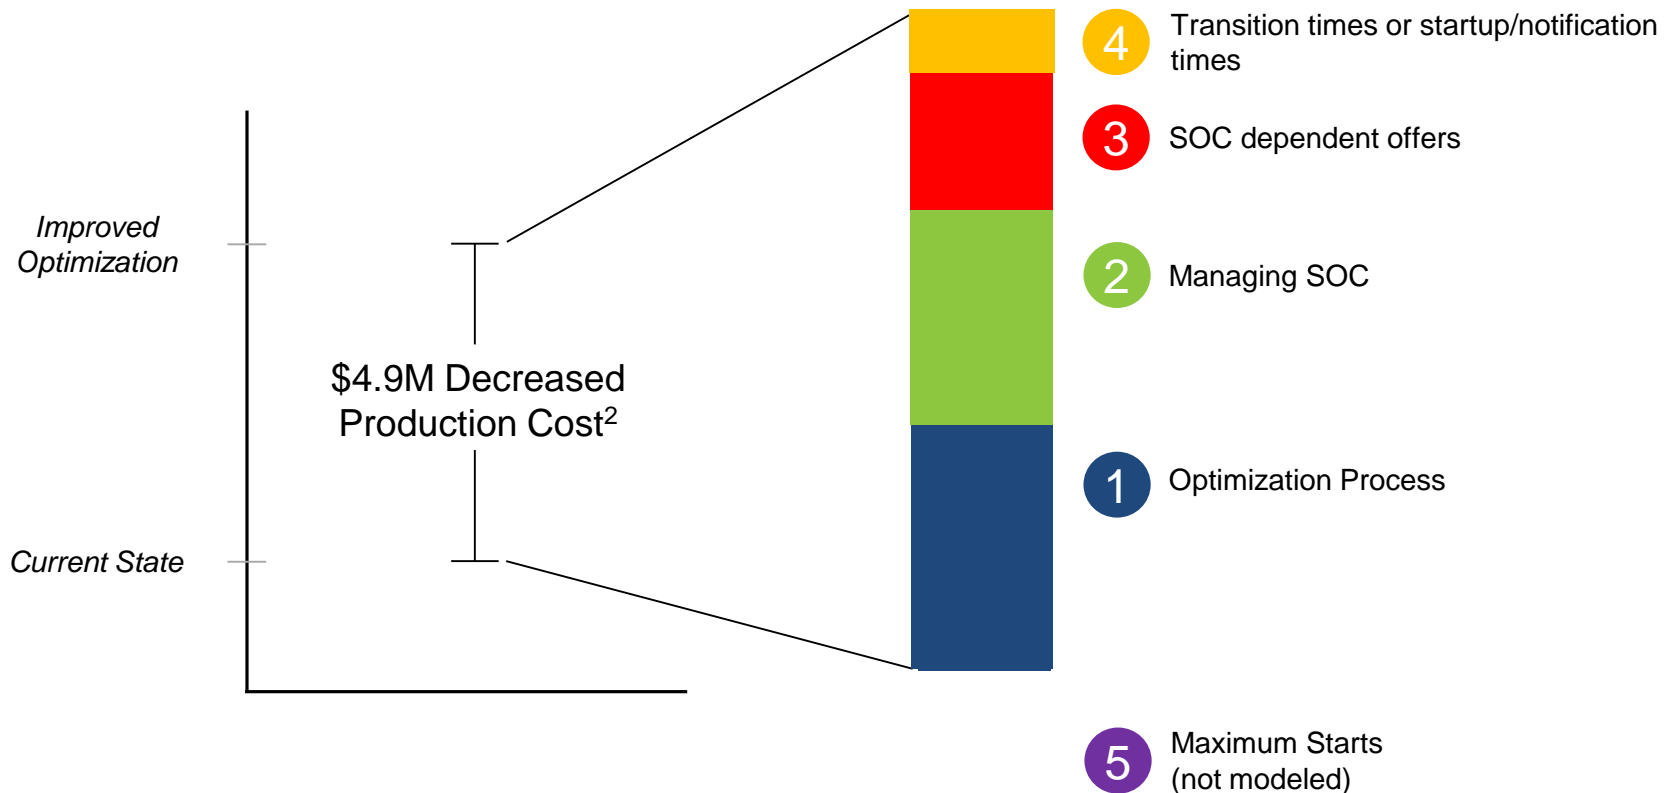 Improved
Optimization
Current State
$4.9M Decreased
Production Cost²
4
Transition times or startup/notification
times
3
SOC dependent offers
2
Managing SOC
1
Optimization Process
5
Maximum Starts
(not modeled)